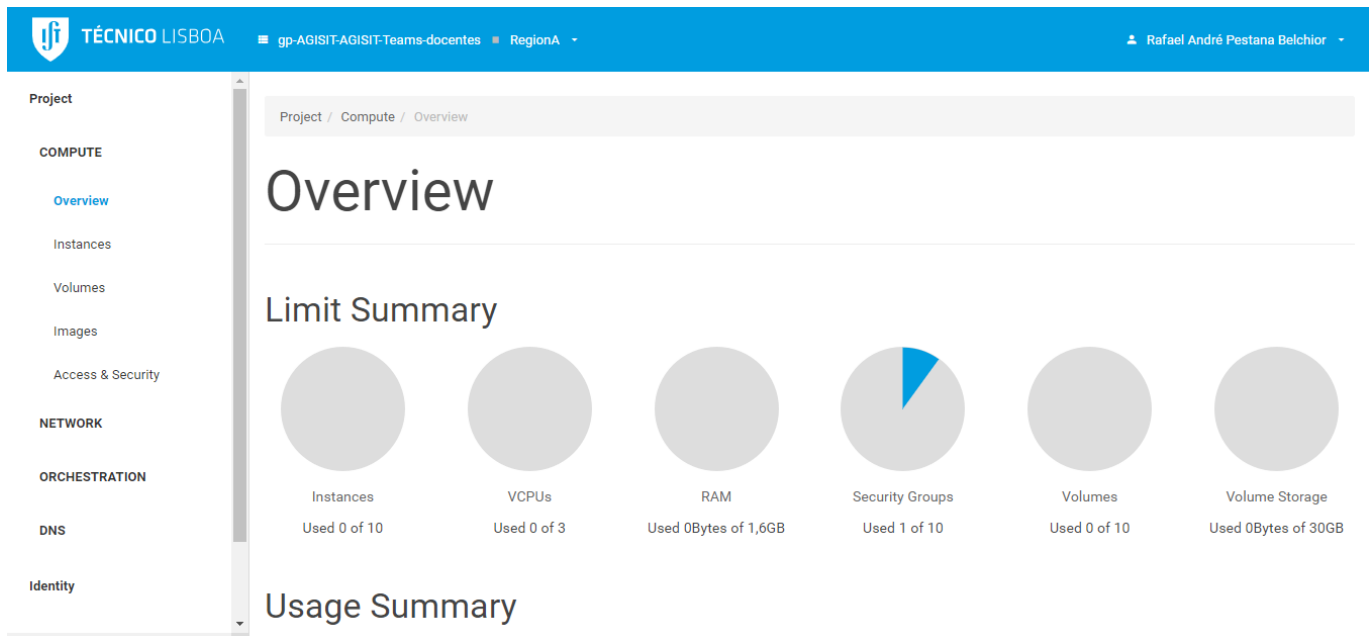 TÉCNICO LISBOA
gp-AGISIT-AGISIT-Teams-docentes RegionA
Rafael André Pestana Belchior
Project
COMPUTE
Overview
Instances
Volumes
Images
Access & Security
NETWORK
ORCHESTRATION
DNS
Identity
Project / Compute / Overview
Overview
Limit Summary
Instances
Used 0 of 10
VCPUs
Used 0 of 3
RAM
Used 0Bytes of 1,6GB
Security Groups
Used 1 of 10
Volumes
Used 0 of 10
Volume Storage
Used 0Bytes of 30GB
Usage Summary